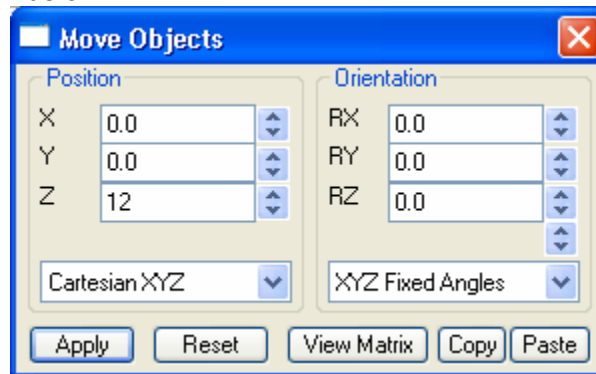 Move Objects
Position Orientation
X 0.0 RX 0.0
Y 0.0 RY 0.0
Z 12 RZ 0.0
Cartesian XYZ XYZ Fixed Angles
Apply Reset View Matrix Copy Paste